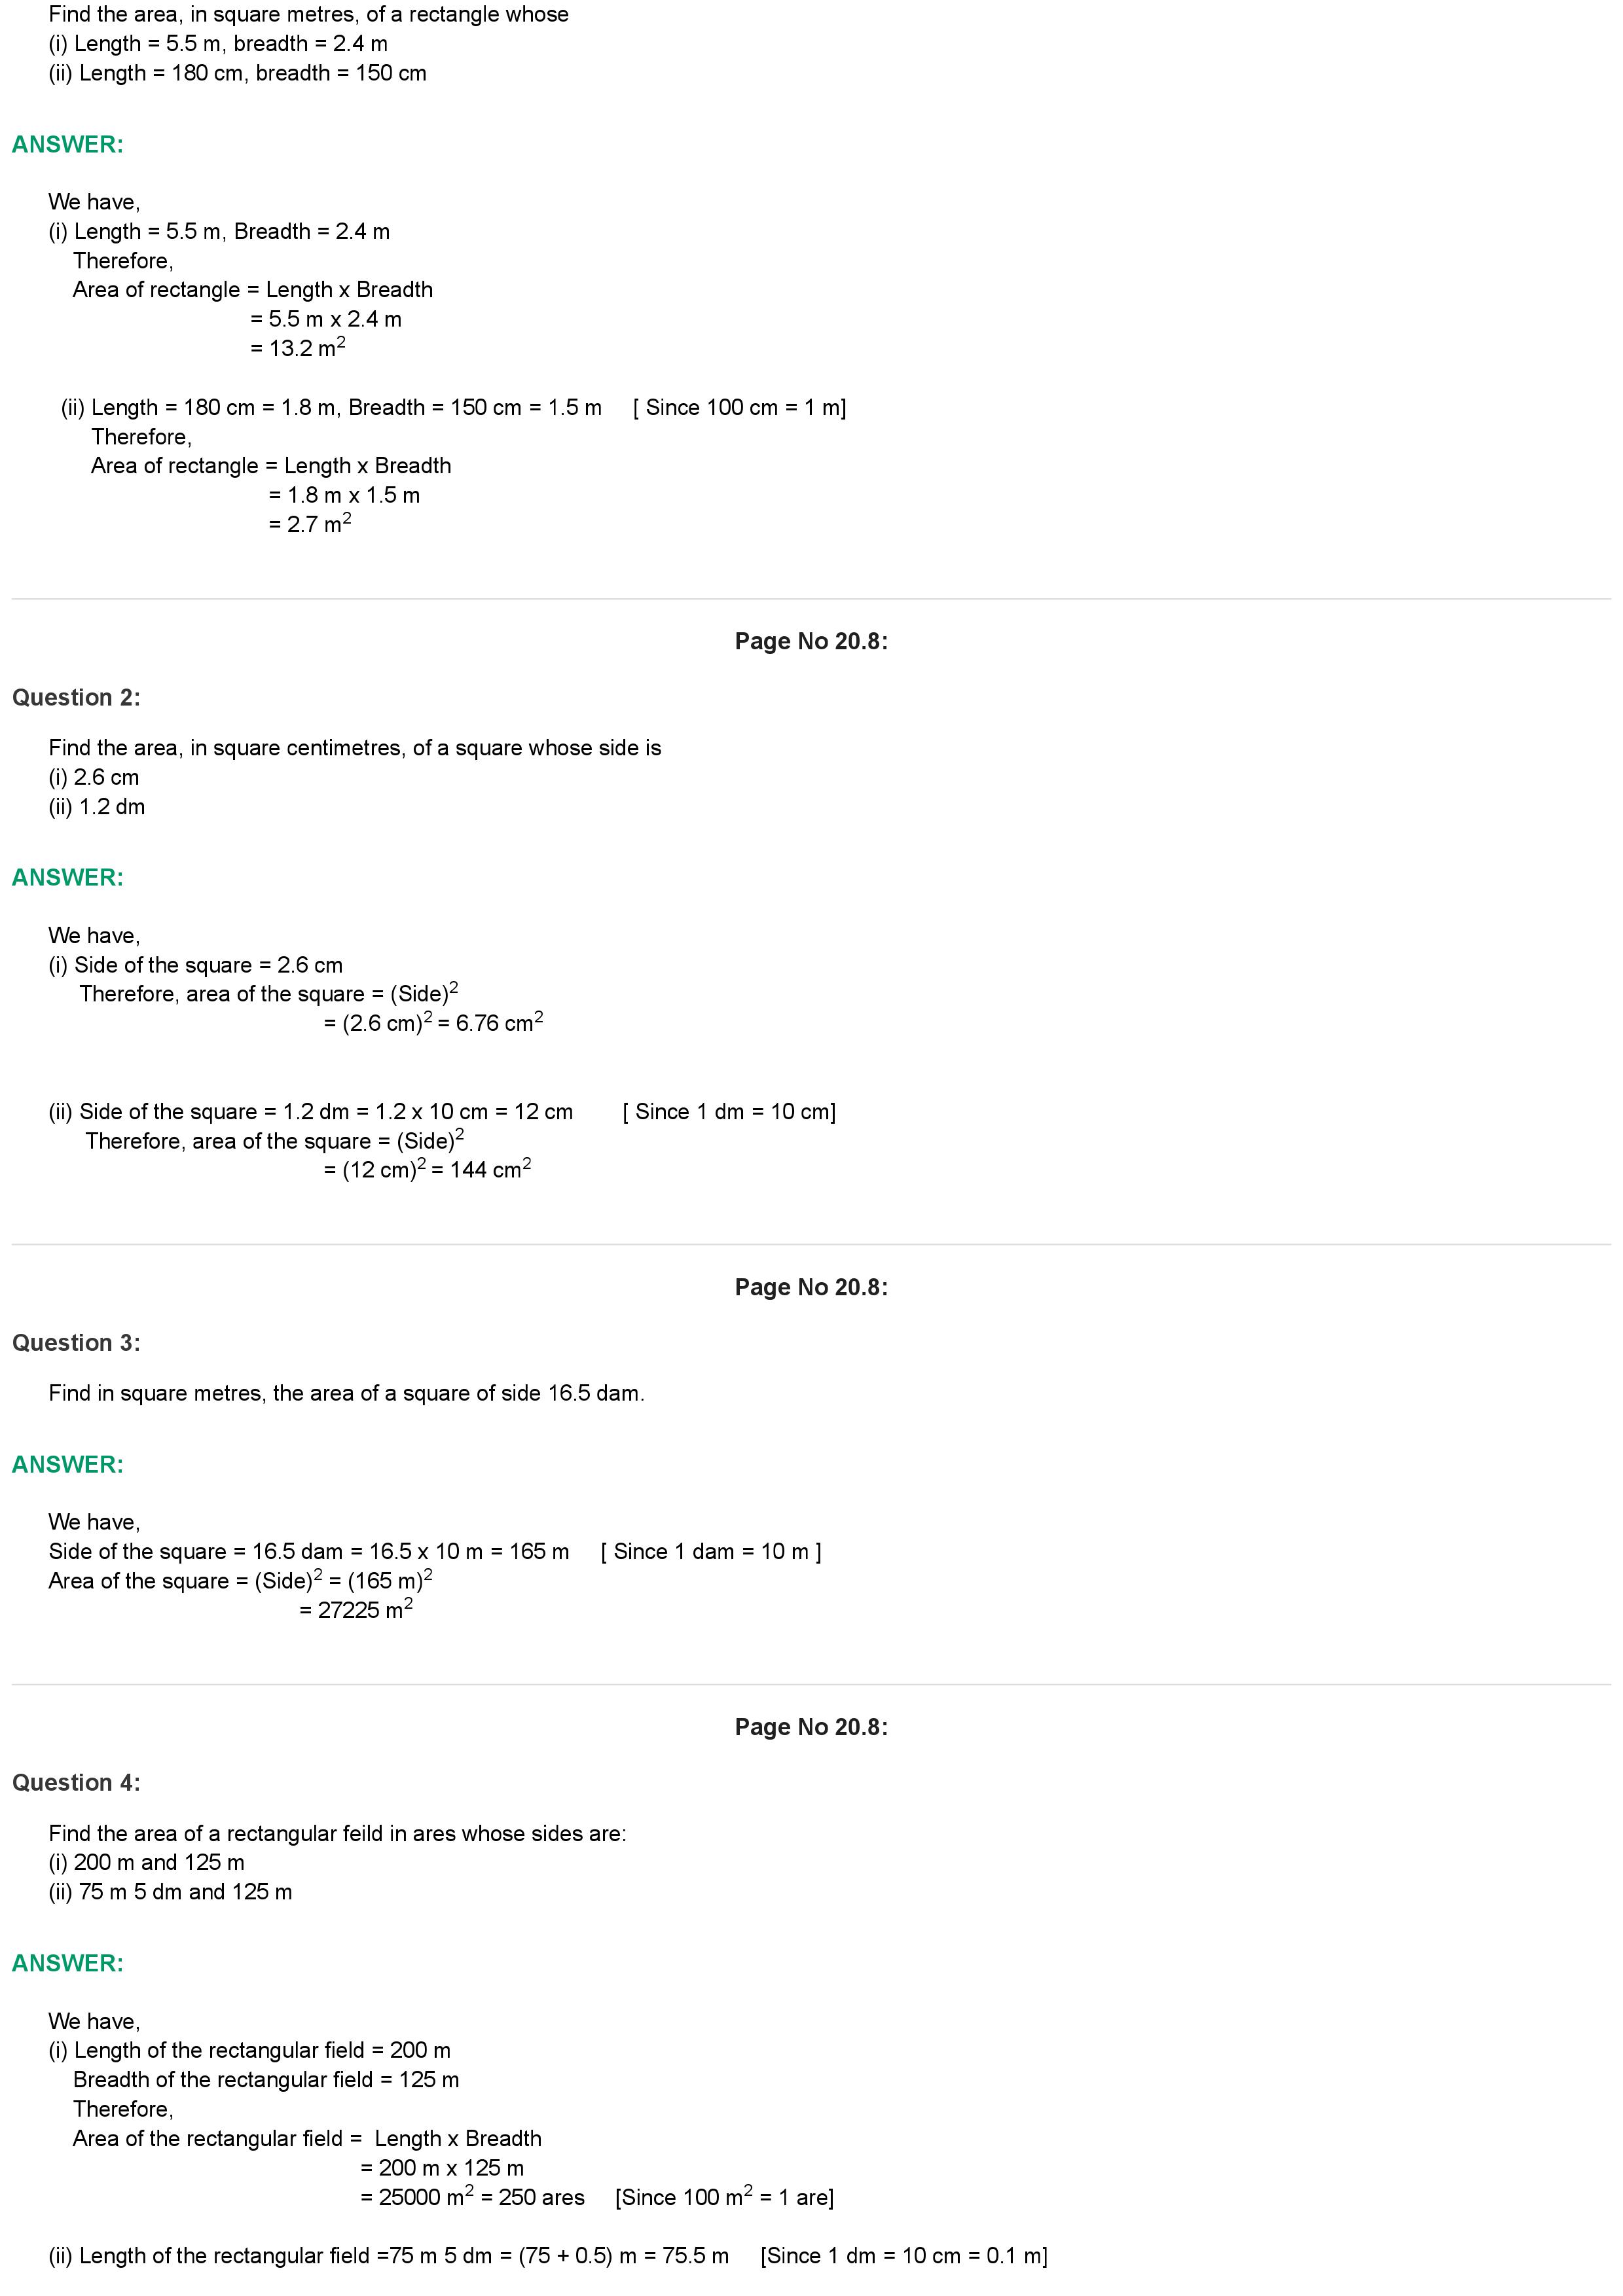 Find the area, in square metres, of a rectangle whose
(i) Length = 5.5 m, breadth = 2.4 m
(ii) Length = 180 cm, breadth = 150 cm
ANSWER:
We have,
(i) Length = 5.5 m, Breadth = 2.4 m
Therefore,
Area of rectangle = Length x Breadth
= 5.5 m x 2.4 m
= 13.2 m²
(ii) Length = 180 cm = 1.8 m, Breadth = 150 cm = 1.5 m [ Since 100 cm = 1 m]
Therefore,
Area of rectangle = Length x Breadth
= 1.8 m x 1.5 m
= 2.7 m²
Page No 20.8:
Question 2:
Find the area, in square centimetres, of a square whose side is
(i) 2.6 cm
(ii) 1.2 dm
ANSWER:
We have,
(i) Side of the square = 2.6 cm
Therefore, area of the square = (Side)²
= (2.6 cm)² = 6.76 cm²
(ii) Side of the square = 1.2 dm = 1.2 x 10 cm = 12 cm [ Since 1 dm = 10 cm]
Therefore, area of the square = (Side)²
= (12 cm)² = 144 cm²
Page No 20.8:
Question 3:
Find in square metres, the area of a square of side 16.5 dam.
ANSWER:
We have,
Side of the square = 16.5 dam = 16.5 x 10 m = 165 m [ Since 1 dam = 10 m ]
Area of the square = (Side)² = (165 m)²
= 27225 m²
Page No 20.8:
Question 4:
Find the area of a rectangular feild in ares whose sides are:
(i) 200 m and 125 m
(ii) 75 m 5 dm and 125 m
ANSWER:
We have,
(i) Length of the rectangular field = 200 m
Breadth of the rectangular field = 125 m
Therefore,
Area of the rectangular field = Length x Breadth
= 200 m x 125 m
= 25000 m² = 250 ares [Since 100 m² = 1 are]
(ii) Length of the rectangular field =75 m 5 dm = (75 + 0.5) m = 75.5 m [Since 1 dm = 10 cm = 0.1 m]